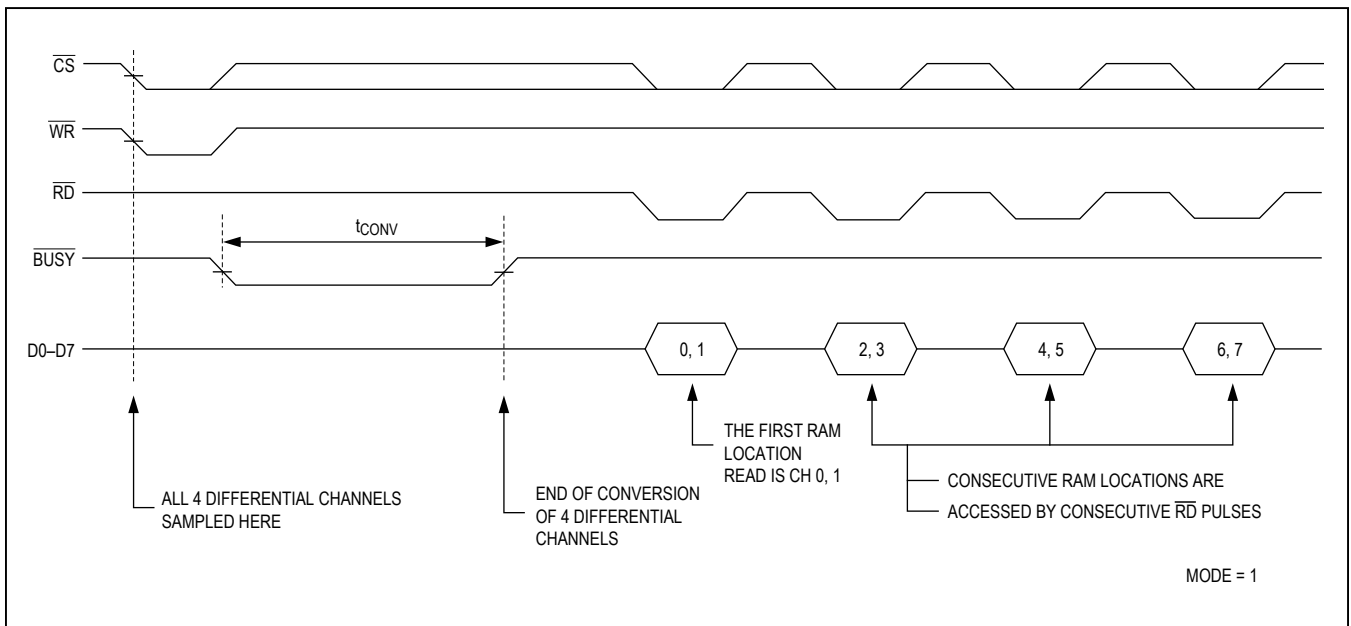 CS
WR
RD
tCONV
BUSY
D0–D7
0, 1
2, 3
4, 5
6, 7
ALL 4 DIFFERENTIAL CHANNELS
SAMPLED HERE
END OF CONVERSION
OF 4 DIFFERENTIAL
CHANNELS
THE FIRST RAM
LOCATION
READ IS CH 0, 1
CONSECUTIVE RAM LOCATIONS ARE
ACCESSED BY CONSECUTIVE RD PULSES
MODE = 1